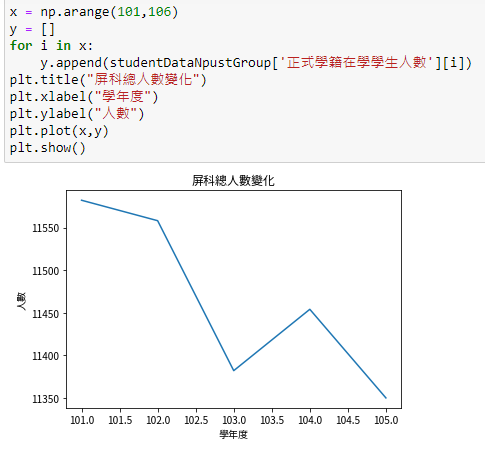 x = np.arange(101,106)
y = []
for i in x:
    y.append(studentDataNpustGroup['正式學籍在學學生人數'][i])
plt.title("屏科總人數變化")
plt.xlabel("學年度")
plt.ylabel("人數")
plt.plot(x,y)
plt.show()
屏科總人數變化
11550
11500
11450
11400
11350
人數
101.0 101.5 102.0 102.5 103.0 103.5 104.0 104.5 105.0
學年度